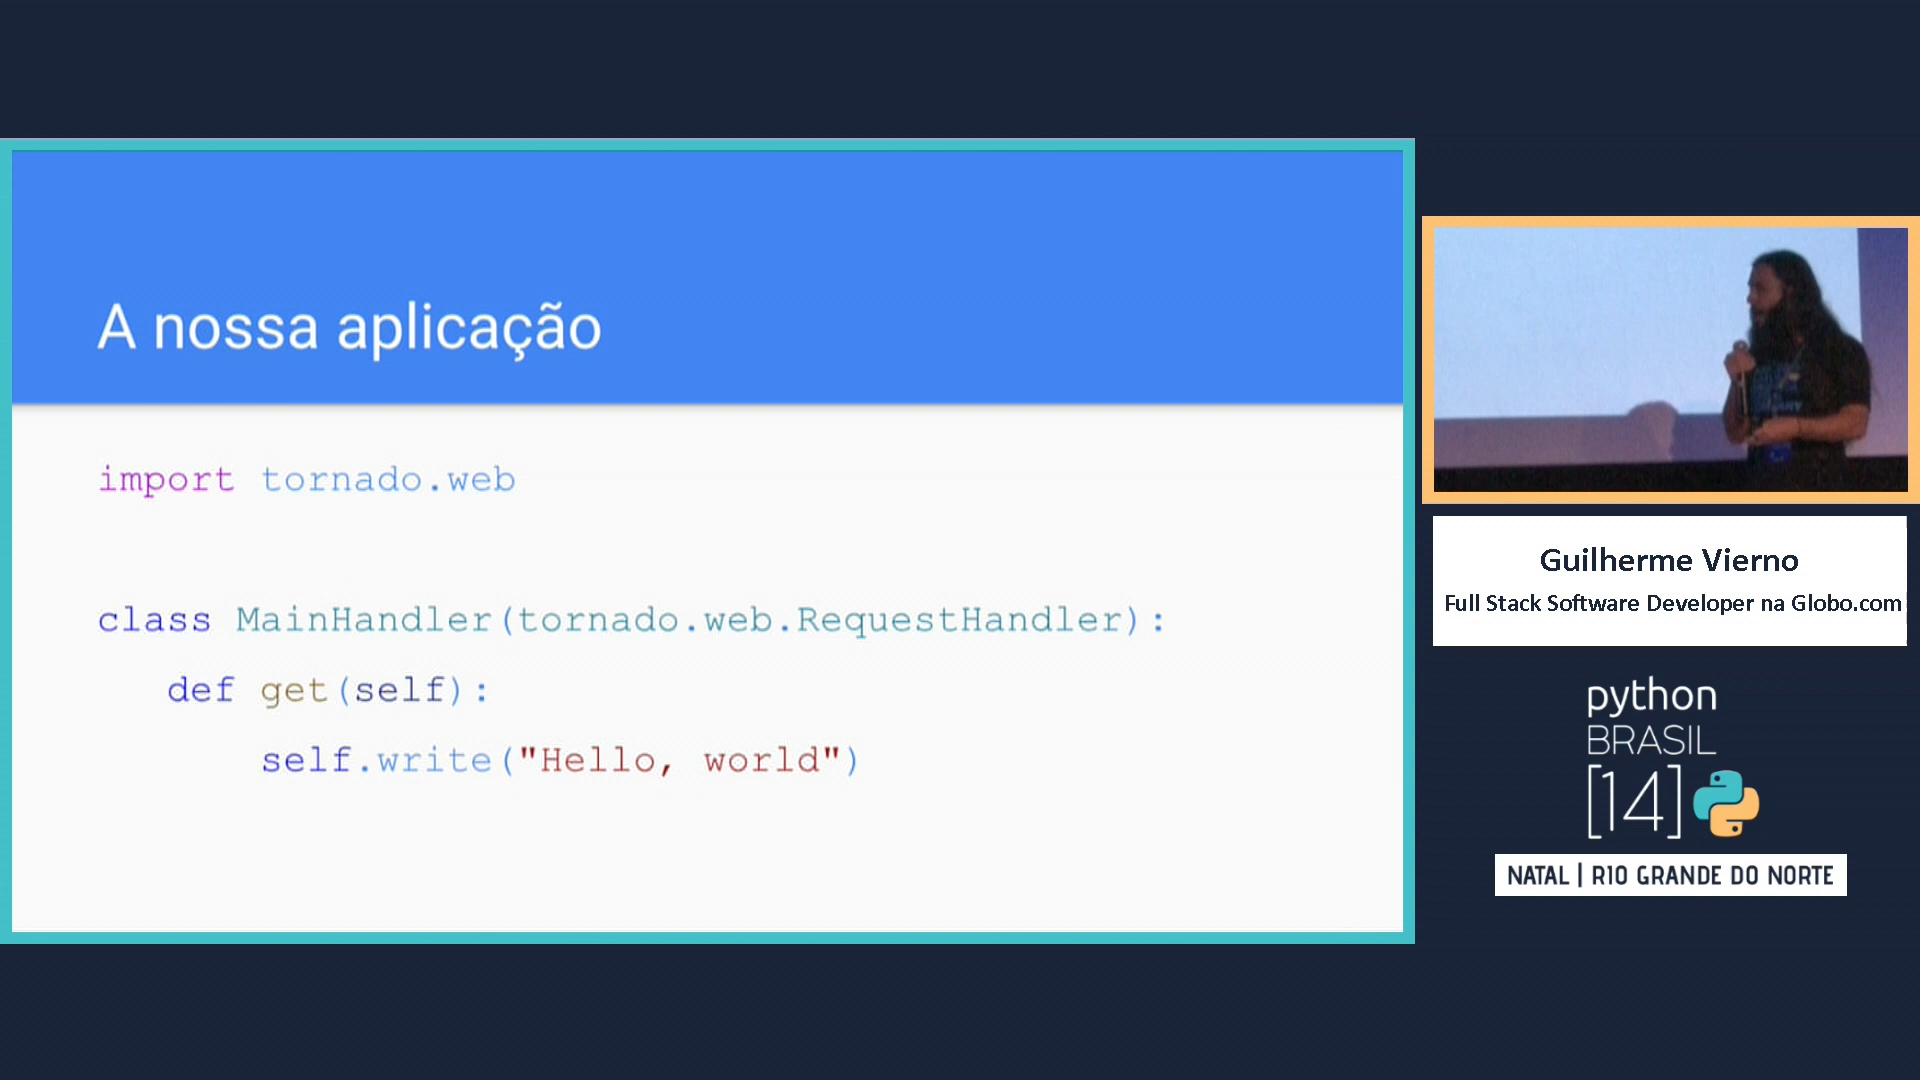 A nossa aplicação
import tornado.web
class MainHandler(tornado.web.RequestHandler):
def get(self):
self.write("Hello, world")
Guilherme Vierno
Full Stack Software Developer na Globo.com
python
BRASIL
[14]
NATAL | RIO GRANDE DO NORTE